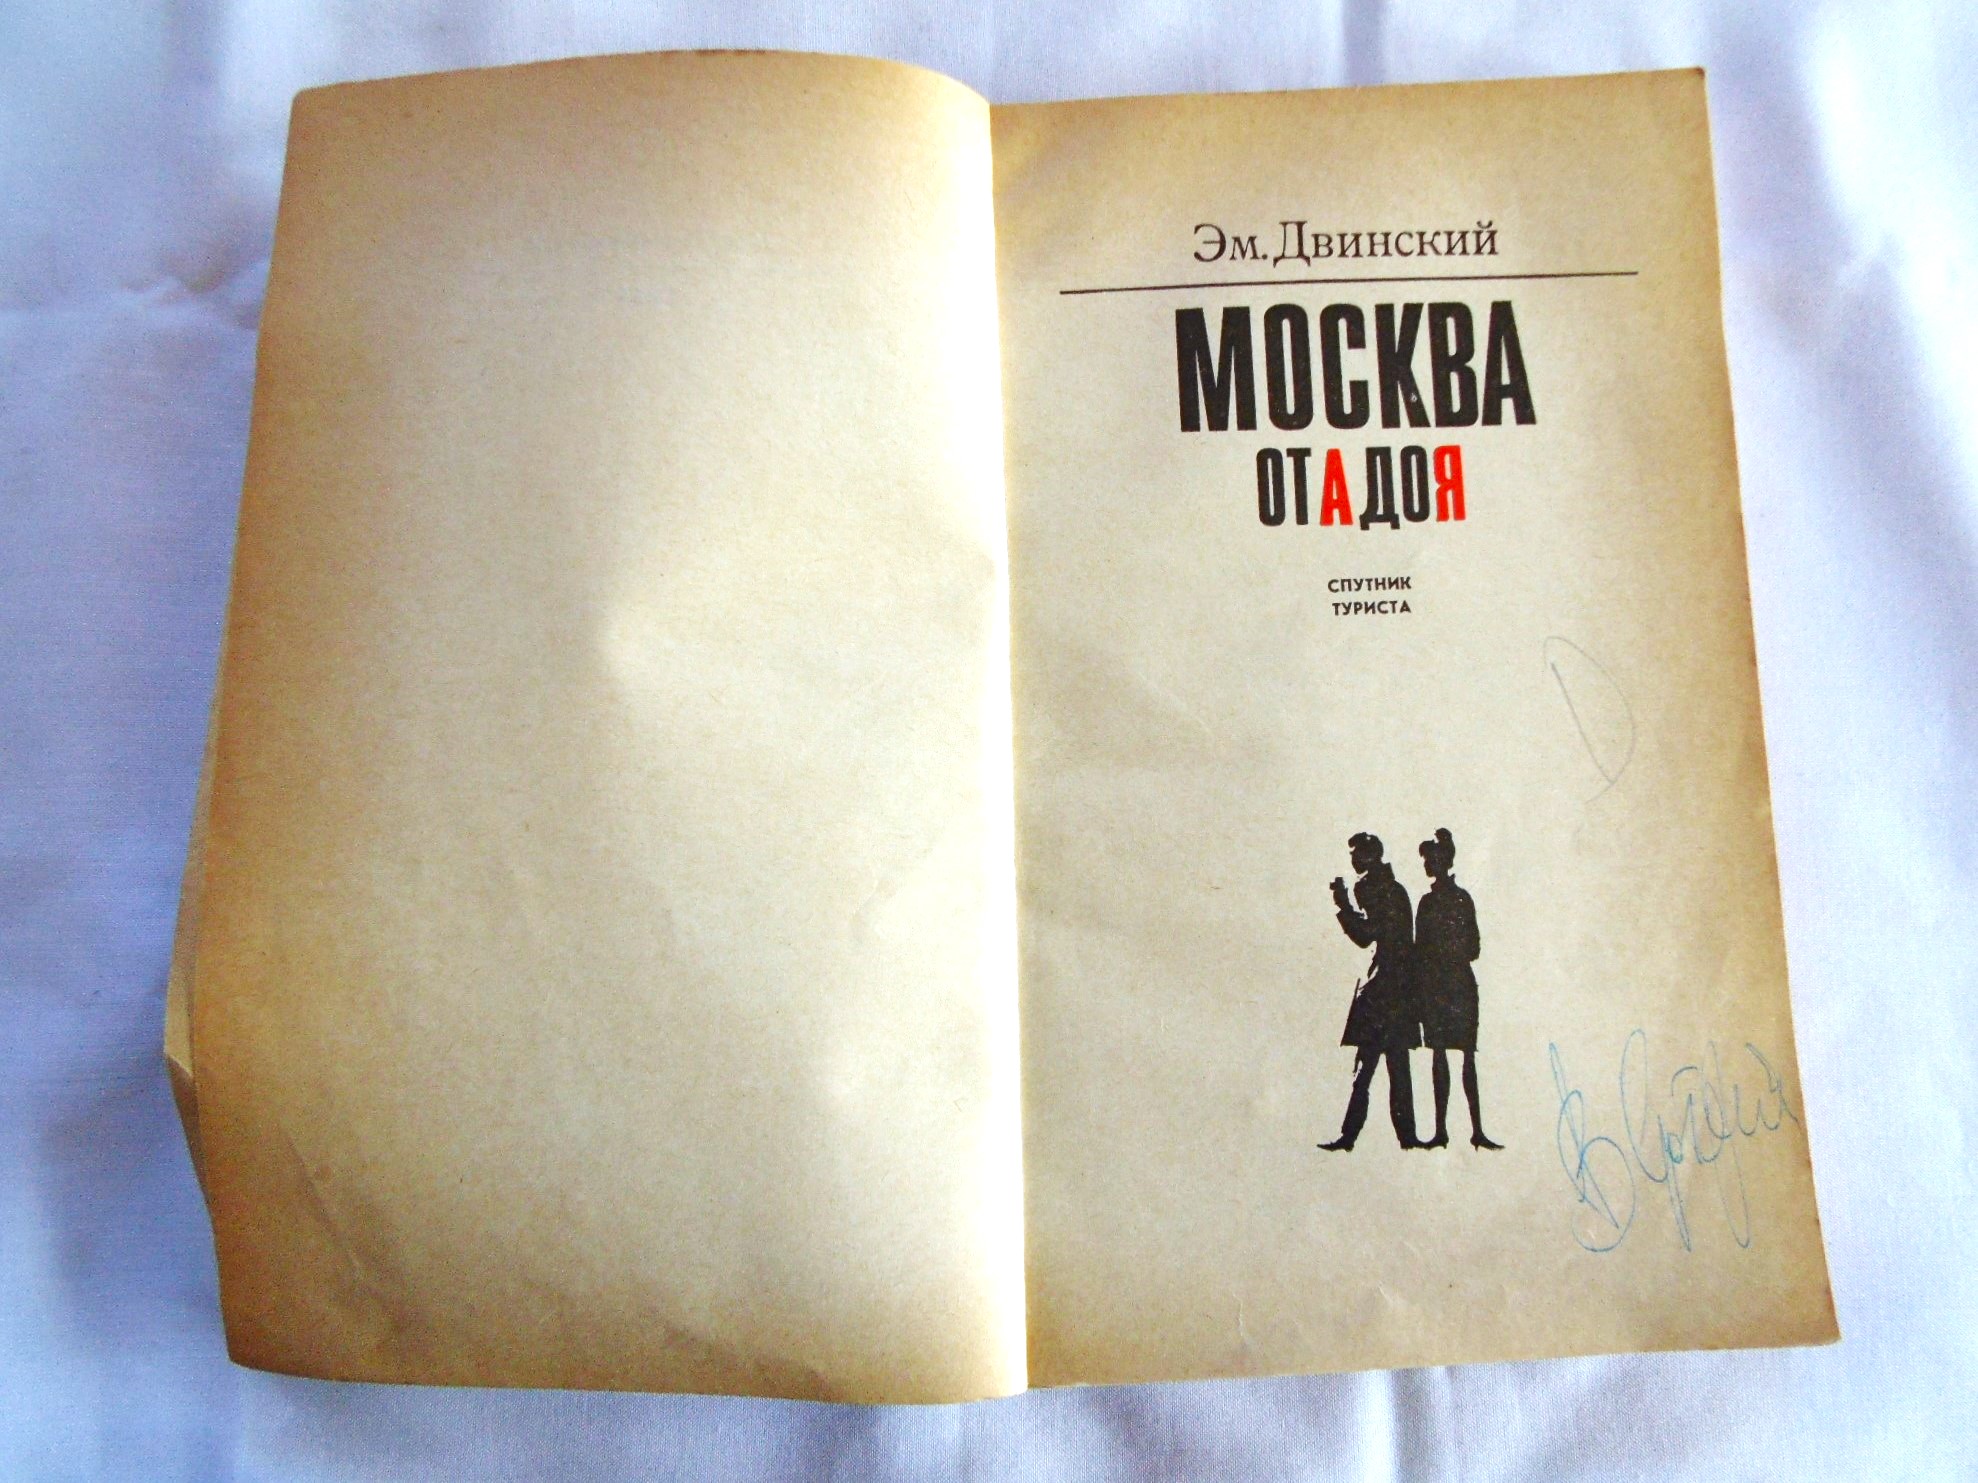 Эм. Двинский
МОСКВА
ОТ А ДО Я
СПУТНИК
ТУРИСТА